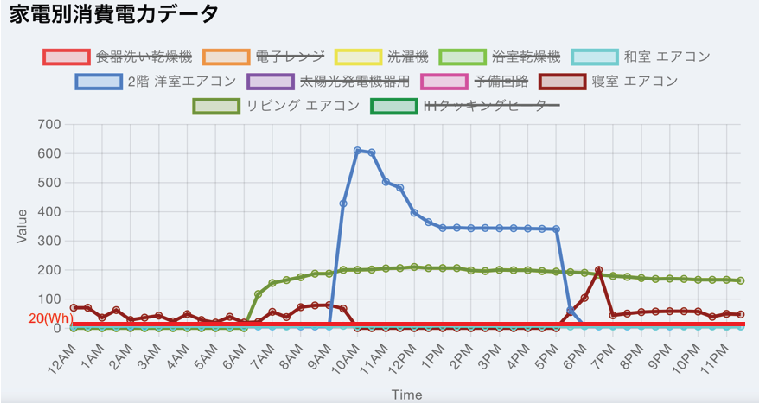 家電別消費電力データ
食器洗い乾燥機 電子レンジ 洗濯機 浴室乾燥機 和室 エアコン
2階 洋室エアコン 太陽光発電機器用 予備回路 寝室 エアコン
リビング エアコン IHクッキングヒーター
700
600
500
400
300
200
100
0
Value
20(Wh)
12AM 1AM 2AM 3AM 4AM 5AM 6AM 7AM 8AM 9AM 10AM 11AM 12PM 1PM 2PM 3PM 4PM 5PM 6PM 7PM 8PM 9PM 10PM 11PM
Time